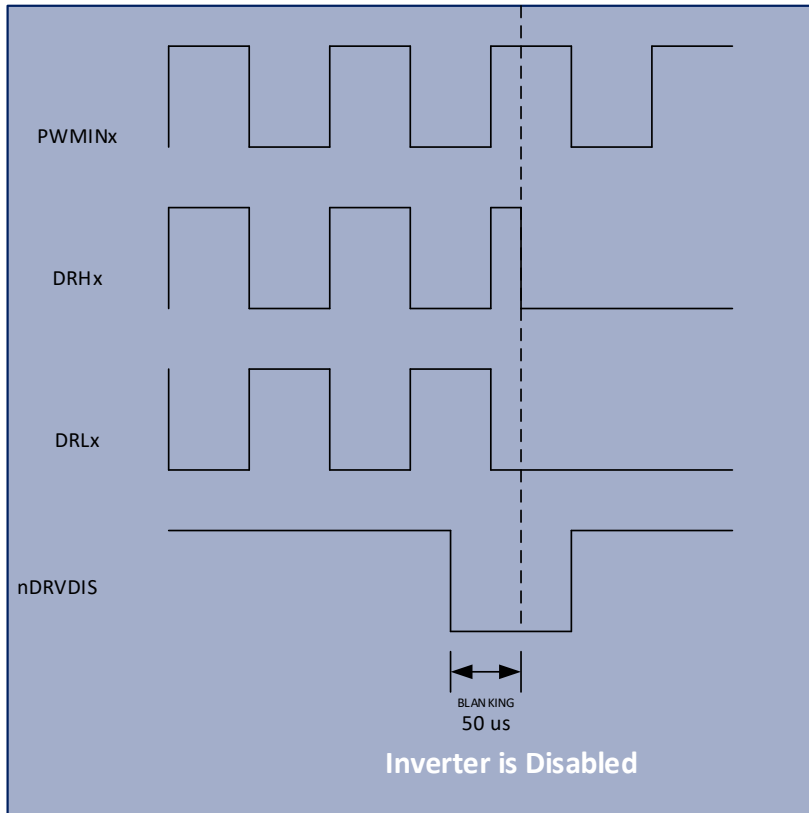 PWMINx
DRHx
DRLx
nDRVDIS
BLANKING
50 us
Inverter is Disabled